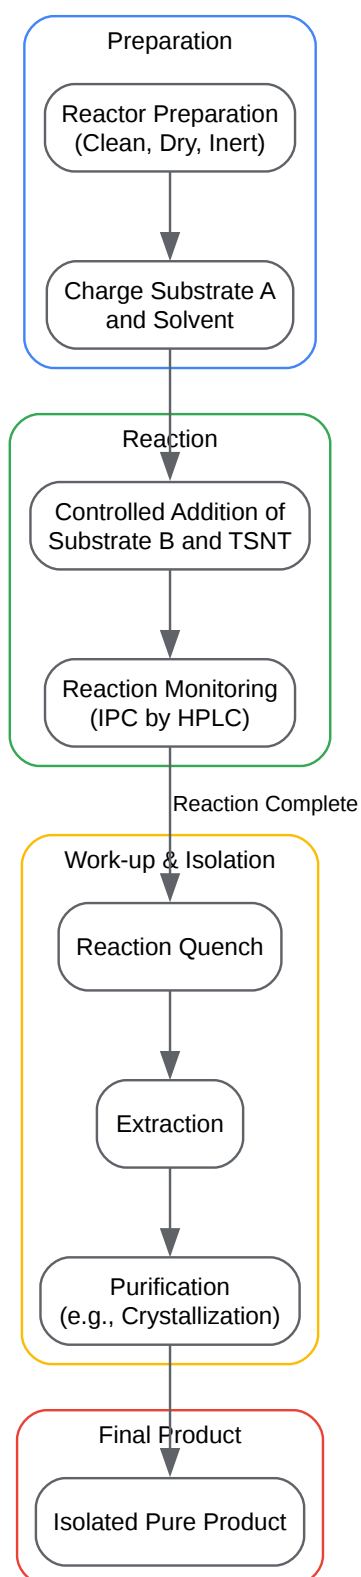 Preparation
Reactor Preparation
(Clean, Dry, Inert)
Charge Substrate A
and Solvent
Reaction
Controlled Addition of
Substrate B and TSNT
Reaction Monitoring
(IPC by HPLC)
Reaction Complete
Work-up & Isolation
Reaction Quench
Extraction
Purification
(e.g., Crystallization)
Final Product
Isolated Pure Product